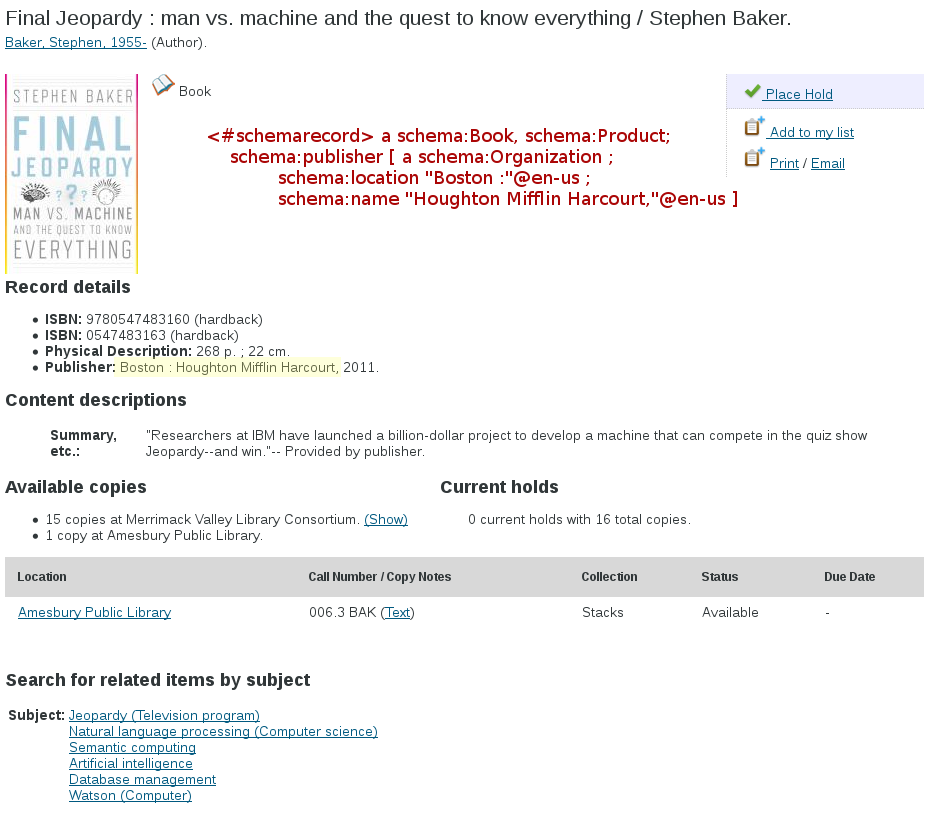 Final Jeopardy : man vs. machine and the quest to know everything / Stephen Baker.
Baker, Stephen, 1955- (Author).
STEPHEN BAKER
FINAL
JEOPARDY
?
?
?
MAN VS. MACHINE
AND THE QUEST TO KNOW
EVERYTHING
Book
<#schemarecord> a schema:Book, schema:Product;
schema:publisher [ a schema:Organization ;
schema:location "Boston :"@en-us ;
schema:name "Houghton Mifflin Harcourt,"@en-us ]
Place Hold
Add to my list
Print / Email
Record details
ISBN: 9780547483160 (hardback)
ISBN: 0547483163 (hardback)
Physical Description: 268 p. ; 22 cm.
Publisher: Boston : Houghton Mifflin Harcourt, 2011.
Content descriptions
Summary, "Researchers at IBM have launched a billion-dollar project to develop a machine that can compete in the quiz show
etc.: Jeopardy--and win."-- Provided by publisher.
Available copies
15 copies at Merrimack Valley Library Consortium. (Show)
1 copy at Amesbury Public Library.
Current holds
0 current holds with 16 total copies.
Location Call Number / Copy Notes Collection Status Due Date
Amesbury Public Library 006.3 BAK (Text) Stacks Available -
Search for related items by subject
Subject: Jeopardy (Television program)
Natural language processing (Computer science)
Semantic computing
Artificial intelligence
Database management
Watson (Computer)